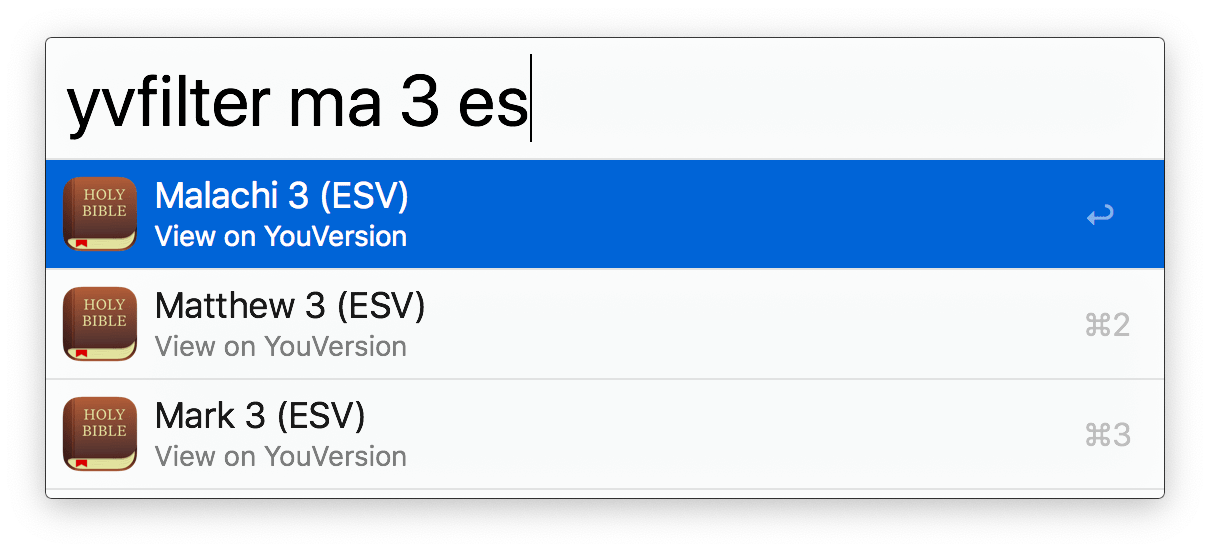 yvfilter ma 3 es
HOLY
BIBLE
Malachi 3 (ESV)
View on YouVersion
↩
HOLY
BIBLE
Matthew 3 (ESV)
View on YouVersion
⌘2
HOLY
BIBLE
Mark 3 (ESV)
View on YouVersion
⌘3